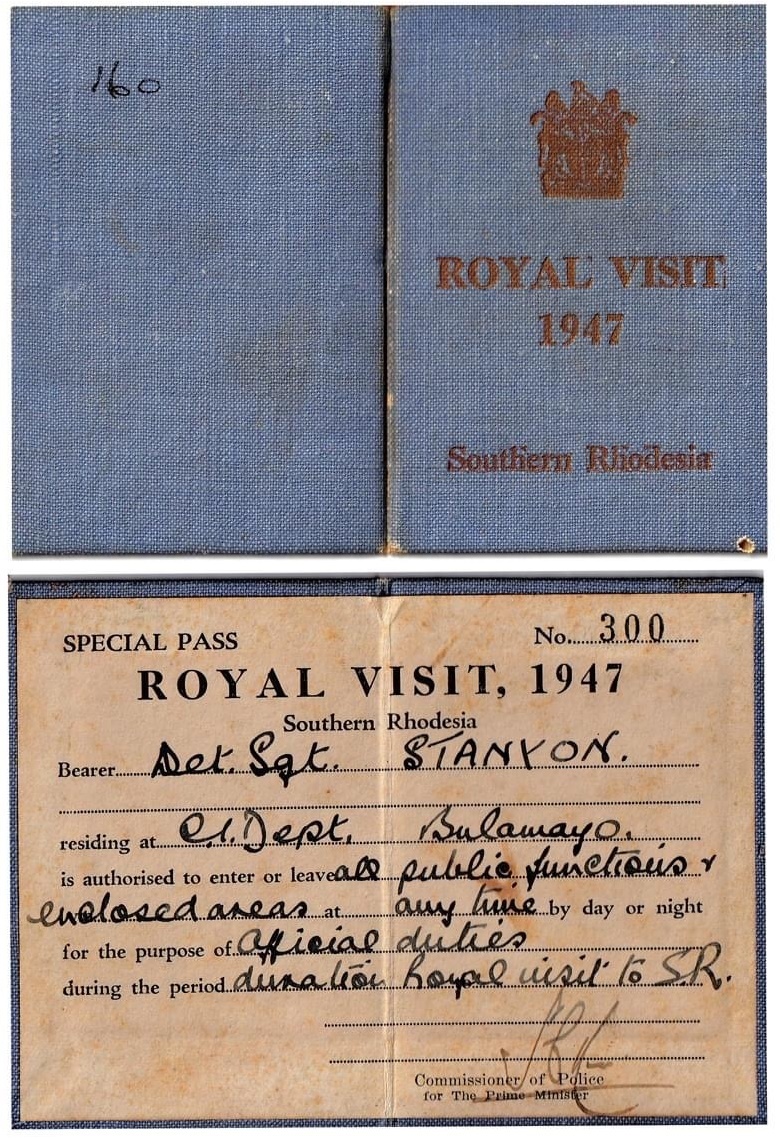 160
ROYAL VISIT
1947
Southern Rhodesia
SPECIAL PASS No. 300
ROYAL VISIT, 1947
Southern Rhodesia
Bearer Det. Sgt. STANYON.
residing at C.I. Dept. Bulawayo.
is authorised to enter or leave all public functions &
enclosed areas at any time by day or night
for the purpose of Official duties
during the period duration Royal visit to S.R.
Commissioner of Police
for The Prime Minister